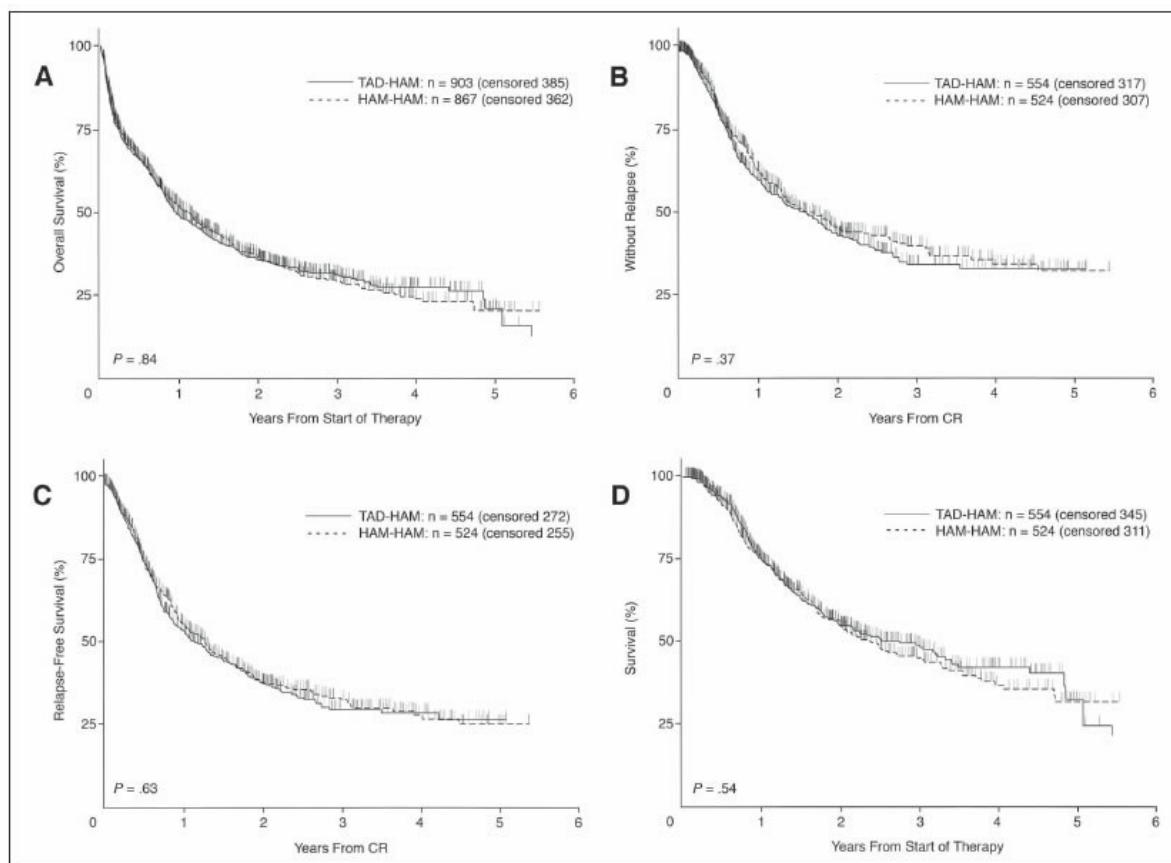 A
Overall Survival (%)
100
75
50
25
0
TAD-HAM: n = 903 (censored 385)
HAM-HAM: n = 867 (censored 362)
P = .84
1 2 3 4 5 6
Years From Start of Therapy
B
Without Relapse (%)
100
75
50
25
0
TAD-HAM: n = 554 (censored 317)
HAM-HAM: n = 524 (censored 307)
P = .37
1 2 3 4 5 6
Years From CR
C
Relapse-Free Survival (%)
100
75
50
25
0
TAD-HAM: n = 554 (censored 272)
HAM-HAM: n = 524 (censored 255)
P = .63
1 2 3 4 5 6
Years From CR
D
Survival (%)
100
75
50
25
0
TAD-HAM: n = 554 (censored 345)
HAM-HAM: n = 524 (censored 311)
P = .54
1 2 3 4 5 6
Years From Start of Therapy